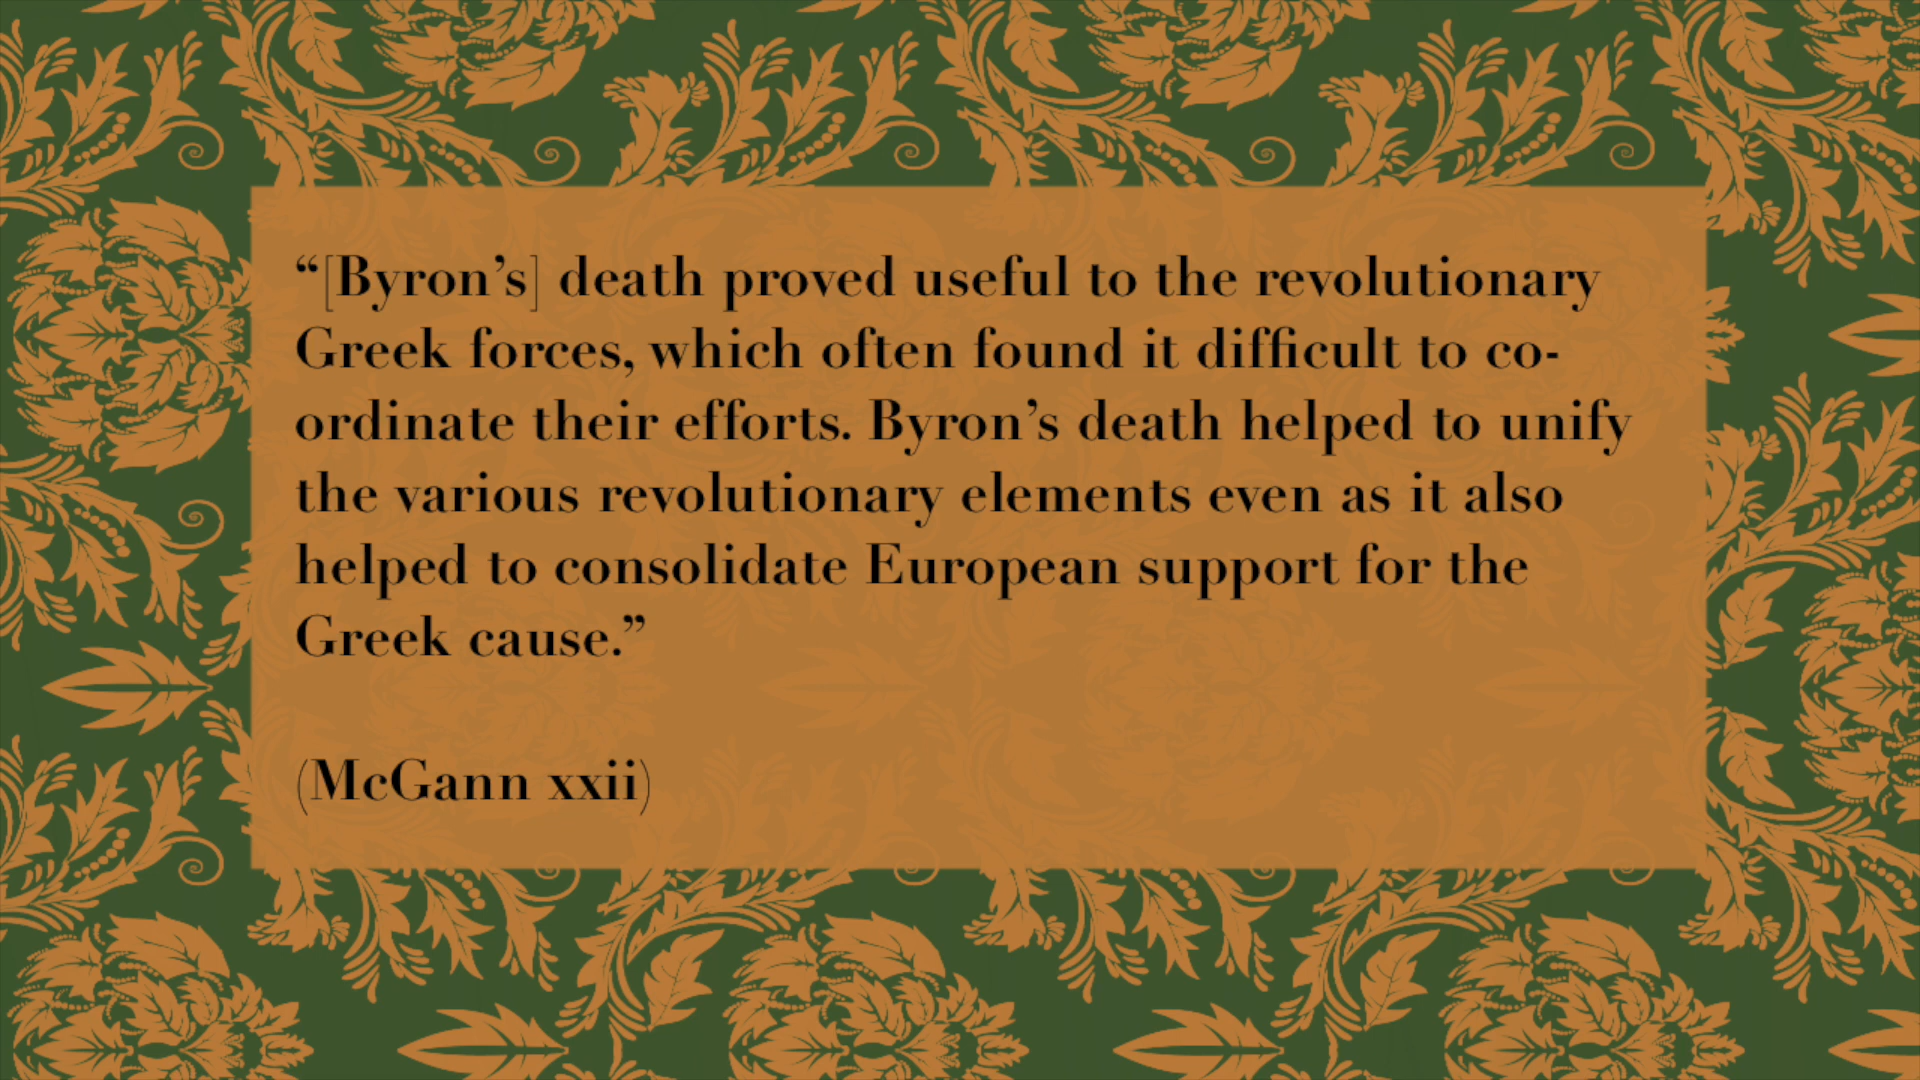 “[Byron’s] death proved useful to the revolutionary
Greek forces, which often found it difficult to co-
ordinate their efforts. Byron’s death helped to unify
the various revolutionary elements even as it also
helped to consolidate European support for the
Greek cause.”
(McGann xxii)